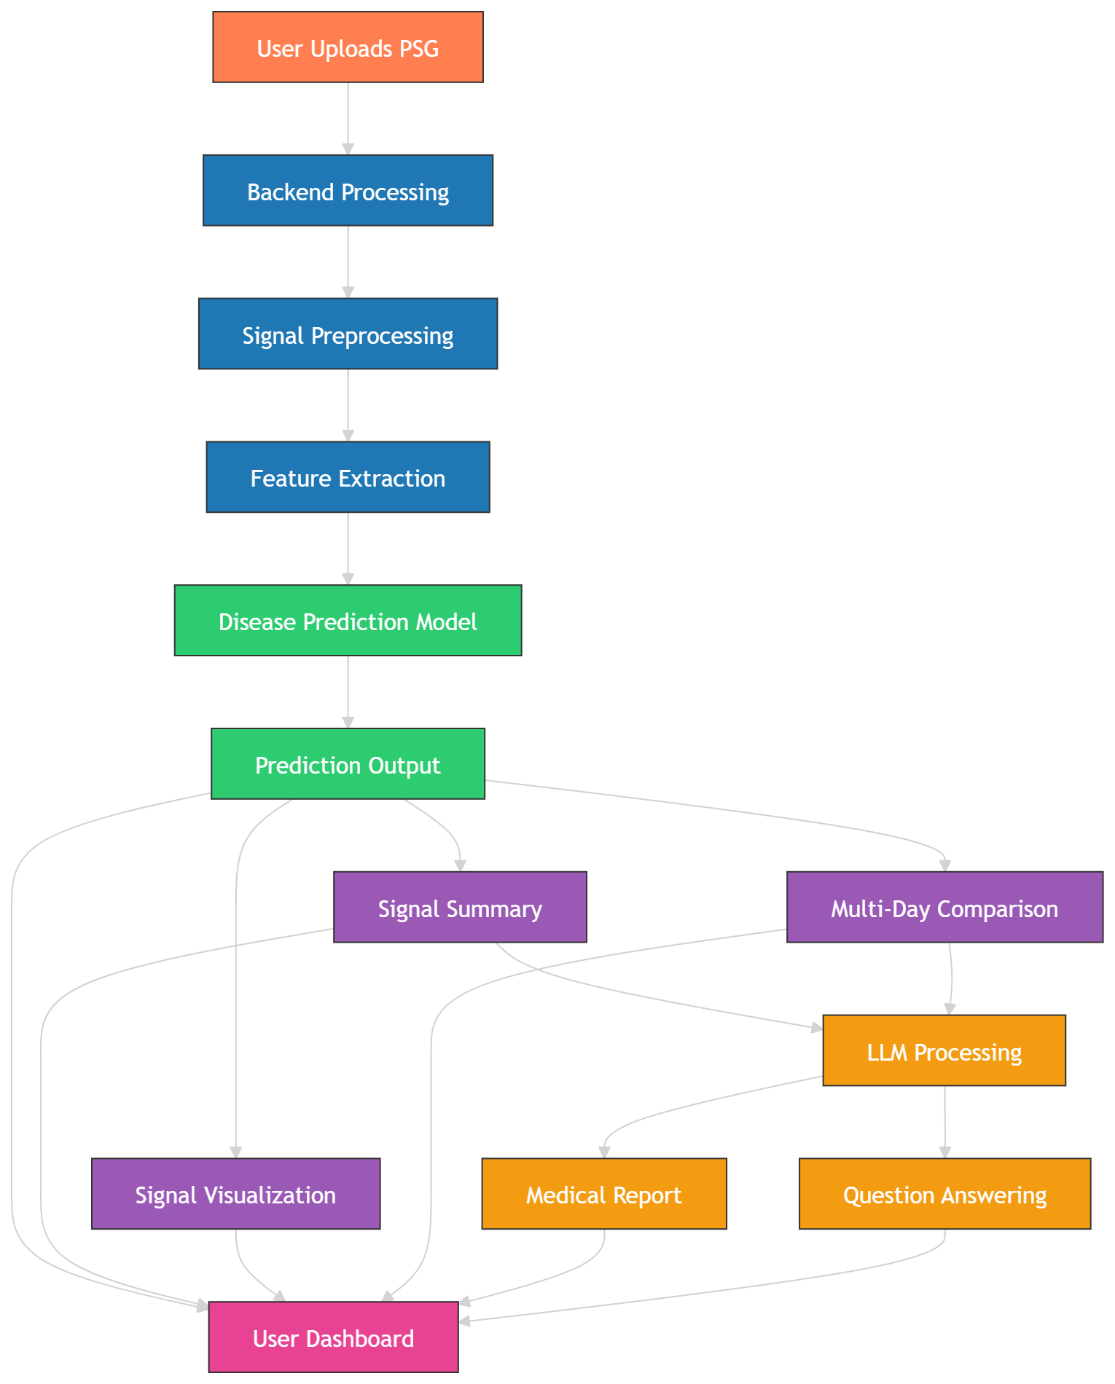 User Uploads PSG
Backend Processing
Signal Preprocessing
Feature Extraction
Disease Prediction Model
Prediction Output
Signal Summary
Multi-Day Comparison
LLM Processing
Signal Visualization
Medical Report
Question Answering
User Dashboard